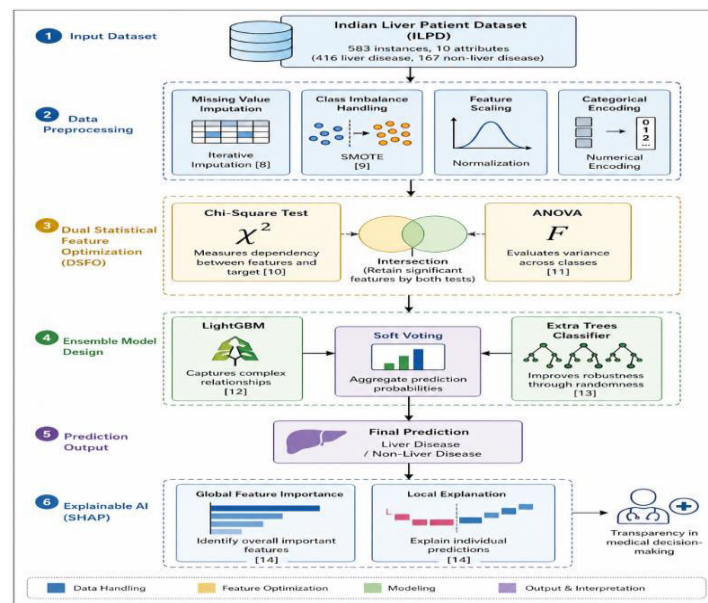 Indian Liver Patient Dataset
(ILPD)
583 instances, 10 attributes
(416 liver disease, 167 non-liver disease)
1 Input Dataset
2 Data
Preprocessing
Missing Value
Imputation
Iterative
Imputation [8]
Class Imbalance
Handling
SMOTE
[9]
Feature
Scaling
Normalization
Categorical
Encoding
0
1
2
...
Numerical
Encoding
3 Dual Statistical
Feature
Optimization
(DSFO)
Chi-Square Test
χ²
Measures dependency
between features and
target [10]
Intersection
(Retain significant
features by both tests)
ANOVA
F
Evaluates variance
across classes
[11]
4 Ensemble Model
Design
LightGBM
Captures complex
relationships
[12]
Soft Voting
Aggregate prediction
probabilities
Extra Trees
Classifier
Improves robustness
through randomness
[13]
5 Prediction
Output
Final Prediction
Liver Disease
/ Non-Liver Disease
6 Explainable AI
(SHAP)
Global Feature Importance
Identify overall important
features
[14]
Local Explanation
Explain individual
predictions
[14]
Transparency in
medical decision-
making
Data Handling
Feature Optimization
Modeling
Output & Interpretation